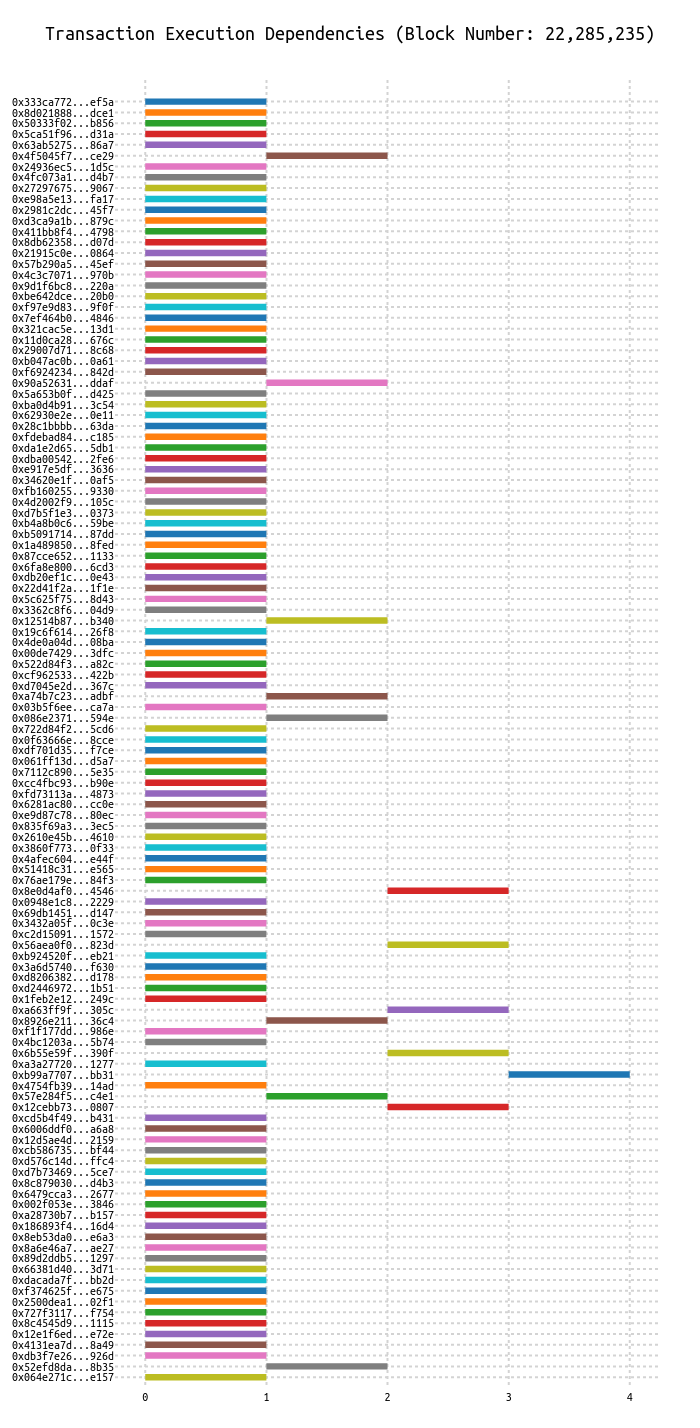 Transaction Execution Dependencies (Block Number: 22,285,235)
0x333ca772...ef5a
0x8d021888...dce1
0x50333f02...b856
0x5ca51f96...d31a
0x63ab5275...86a7
0x4f5045f7...ce29
0x24936ec5...1d5c
0x4fc073a1...d4b7
0x27297675...9067
0xe98a5e13...fa17
0x2981c2dc...45f7
0xd3ca9a1b...879c
0x411bb8f4...4798
0x8db62358...d07d
0x21915c0e...0864
0x57b290a5...45ef
0x4c3c7071...970b
0x9d1f6bc8...220a
0xbe642dce...20b0
0xf97e9d83...9f0f
0x7ef464b0...4846
0x321cac5e...13d1
0x11d0ca28...676c
0x29007d71...8c68
0xb047ac0b...0a61
0xf6924234...842d
0x90a52631...ddaf
0x5a653b0f...d425
0xba0d4b91...3c54
0x62930e2e...0e11
0x28c1bbbb...63da
0xfdebad84...c185
0xda1e2d65...5db1
0xdba00542...2fe6
0xe917e5df...3636
0x34620e1f...0af5
0xfb160255...9330
0x4d2002f9...105c
0xd7b5f1e3...0373
0xb4a8b0c6...59be
0xb5091714...87dd
0x1a489850...8fed
0x87cce652...1133
0x6fa8e800...6cd3
0xdb20ef1c...0e43
0x22d41f2a...1f1e
0x5c625f75...8d43
0x3362c8f6...04d9
0x12514b87...b340
0x19c6f614...26f8
0x4de0a04d...08ba
0x00de7429...3dfc
0x522d84f3...a82c
0xcf962533...422b
0xd7045e2d...367c
0xa74b7c23...adbf
0x03b5f6ee...ca7a
0x086e2371...594e
0x722d84f2...5cd6
0x0f63666e...8cce
0xdf701d35...f7ce
0x061ff13d...d5a7
0x7112c890...5e35
0xcc4fbc93...b90e
0xfd73113a...4873
0x6281ac80...cc0e
0xe9d87c78...80ec
0x835f69a3...3ec5
0x2610e45b...4610
0x3860f773...0f33
0x4afec604...e44f
0x51418c31...e565
0x76ae179e...84f3
0x8e0d4af0...4546
0x0948e1c8...2229
0x69db1451...d147
0x3432a05f...0c3e
0xc2d15091...1572
0x56aea0f0...823d
0xb924520f...eb21
0x3a6d5740...f630
0xd8206382...d178
0xd2446972...1b51
0x1feb2e12...249c
0xa663ff9f...305c
0x8926e211...36c4
0xf1f177dd...986e
0x4bc1203a...5b74
0x6b55e59f...390f
0xa3a27720...1277
0xb99a7707...bb31
0x4754fb39...14ad
0x57e284f5...c4e1
0x12cebb73...0807
0xcd5b4f49...b431
0x6006ddf0...a6a8
0x12d5ae4d...2159
0xcb586735...bf44
0xd576c14d...ffc4
0xd7b73469...5ce7
0x8c879030...d4b3
0x6479cca3...2677
0x002f053e...3846
0xa28730b7...b157
0x186893f4...16d4
0x8eb53da0...e6a3
0x8a6e46a7...ae27
0x89d2ddb5...1297
0x66381d40...3d71
0xdacada7f...bb2d
0xf374625f...e675
0x2500dea1...02f1
0x727f3117...f754
0x8c4545d9...1115
0x12e1f6ed...e72e
0x4131ea7d...8a49
0xdb3f7e26...926d
0x52efd8da...8b35
0x064e271c...e157
0 1 2 3 4